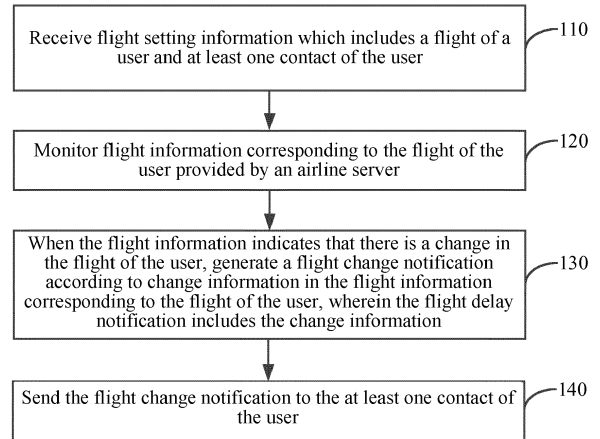 Receive flight setting information which includes a flight of a
user and at least one contact of the user
110
Monitor flight information corresponding to the flight of the
user provided by an airline server
120
When the flight information indicates that there is a change in
the flight of the user, generate a flight change notification
according to change information in the flight information
corresponding to the flight of the user, wherein the flight delay
notification includes the change information
130
Send the flight change notification to the at least one contact of
the user
140